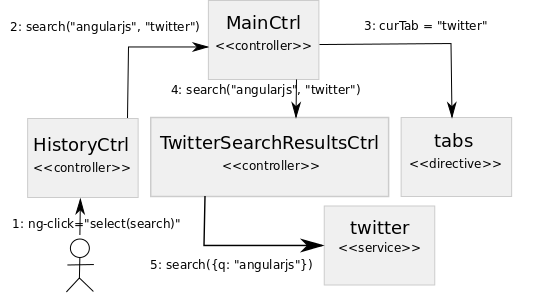 MainCtrl
<<controller>>
2: search("angularjs", "twitter")
3: curTab = "twitter"
4: search("angularjs", "twitter")
HistoryCtrl
<<controller>>
TwitterSearchResultsCtrl
<<controller>>
tabs
<<directive>>
1: ng-click="select(search)"
twitter
<<service>>
5: search({q: "angularjs"})